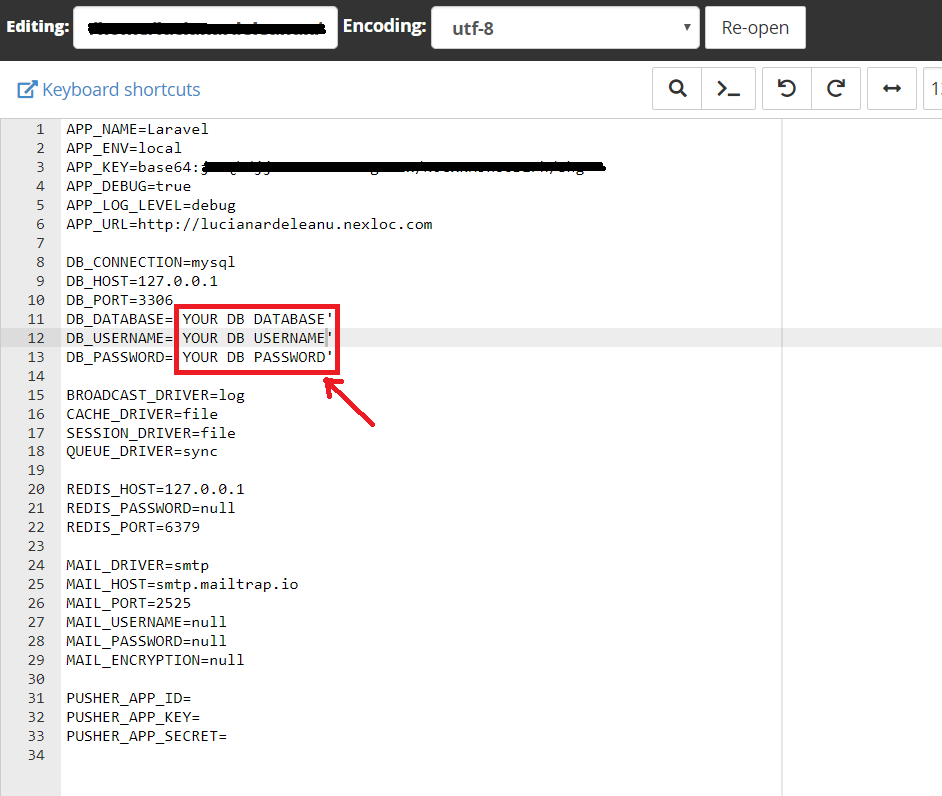 Editing:
Encoding: utf-8 Re-open
Keyboard shortcuts
1 APP_NAME=Laravel
2 APP_ENV=local
3 APP_KEY=base64:
4 APP_DEBUG=true
5 APP_LOG_LEVEL=debug
6 APP_URL=http://lucianardeleanu.nexloc.com
7
8 DB_CONNECTION=mysql
9 DB_HOST=127.0.0.1
10 DB_PORT=3306
11 DB_DATABASE= YOUR DB DATABASE'
12 DB_USERNAME= YOUR DB USERNAME'
13 DB_PASSWORD= YOUR DB PASSWORD'
14
15 BROADCAST_DRIVER=log
16 CACHE_DRIVER=file
17 SESSION_DRIVER=file
18 QUEUE_DRIVER=sync
19
20 REDIS_HOST=127.0.0.1
21 REDIS_PASSWORD=null
22 REDIS_PORT=6379
23
24 MAIL_DRIVER=smtp
25 MAIL_HOST=smtp.mailtrap.io
26 MAIL_PORT=2525
27 MAIL_USERNAME=null
28 MAIL_PASSWORD=null
29 MAIL_ENCRYPTION=null
30
31 PUSHER_APP_ID=
32 PUSHER_APP_KEY=
33 PUSHER_APP_SECRET=
34